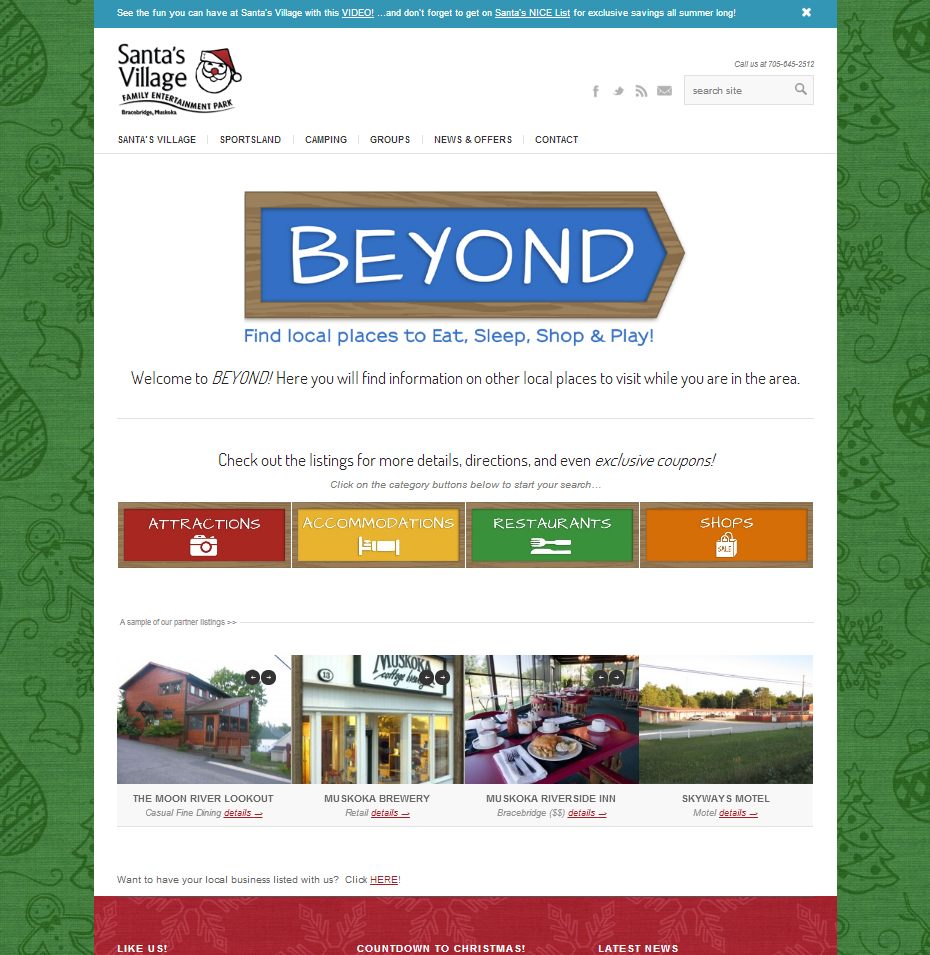 See the fun you can have at Santa's Village with this VIDEO! ...and don't forget to get on Santa's NICE List for exclusive savings all summer long!
Santa's
Village
FAMILY ENTERTAINMENT PARK
Bracebridge, Muskoka
Call us at 705-645-2512
search site
SANTA'S VILLAGE
SPORTSLAND
CAMPING
GROUPS
NEWS & OFFERS
CONTACT
BEYOND
Find local places to Eat, Sleep, Shop & Play!
Welcome to BEYOND! Here you will find information on other local places to visit while you are in the area.
Check out the listings for more details, directions, and even exclusive coupons!
Click on the category buttons below to start your search...
ATTRACTIONS
ACCOMMODATIONS
RESTAURANTS
SHOPS
SALE
A sample of our partner listings >>
MUSKOKA
cottage brewery
13
THE MOON RIVER LOOKOUT
Casual Fine Dining details →
MUSKOKA BREWERY
Retail details →
MUSKOKA RIVERSIDE INN
Bracebridge ($$) details →
SKYWAYS MOTEL
Motel details →
Want to have your local business listed with us? Click HERE!
LIKE US!
COUNTDOWN TO CHRISTMAS!
LATEST NEWS